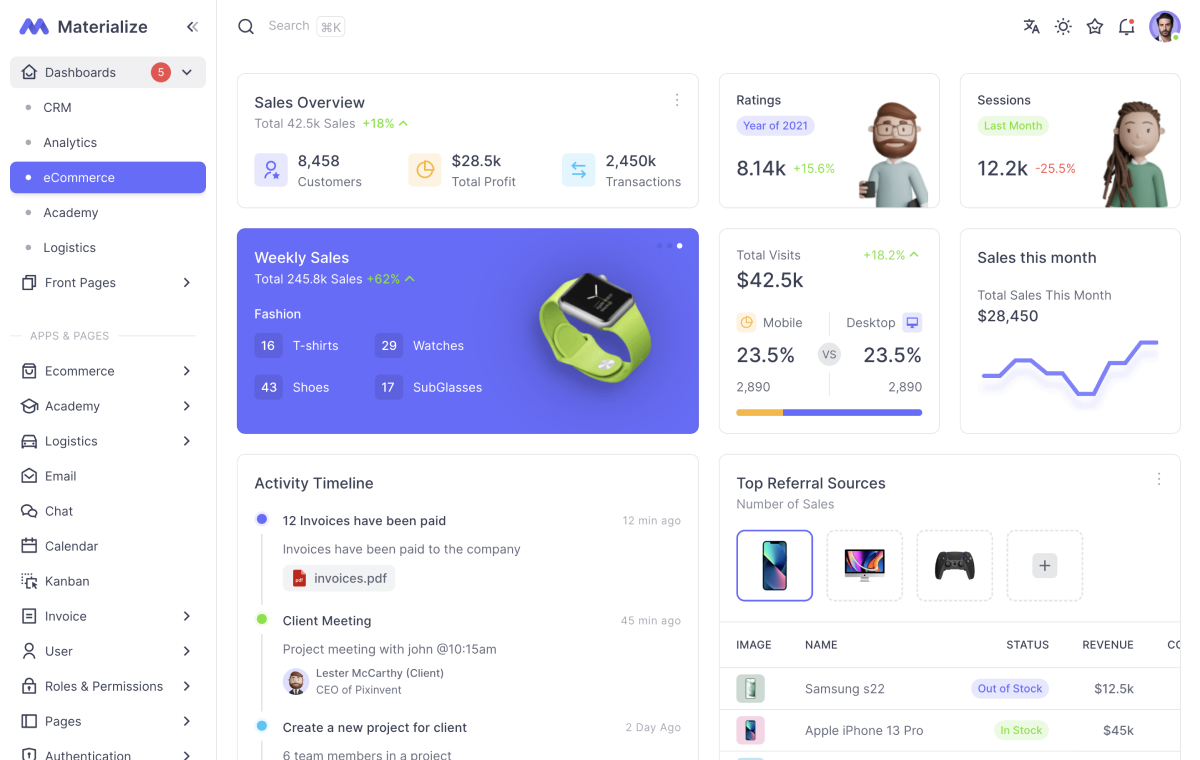 Materialize
Search ⌘K
Dashboards 5
CRM
Analytics
eCommerce
Academy
Logistics
Front Pages
APPS & PAGES
Ecommerce
Academy
Logistics
Email
Chat
Calendar
Kanban
Invoice
User
Roles & Permissions
Pages
Authentication
Sales Overview
Total 42.5k Sales +18%
8,458
Customers
$28.5k
Total Profit
2,450k
Transactions
Ratings
Year of 2021
8.14k +15.6%
Sessions
Last Month
12.2k -25.5%
Weekly Sales
Total 245.8k Sales +62%
Fashion
16 T-shirts 29 Watches
43 Shoes 17 SubGlasses
Total Visits +18.2%
$42.5k
Mobile Desktop
23.5% VS 23.5%
2,890 2,890
Sales this month
Total Sales This Month
$28,450
Activity Timeline
12 Invoices have been paid 12 min ago
Invoices have been paid to the company
pdf invoices.pdf
Client Meeting 45 min ago
Project meeting with john @10:15am
Lester McCarthy (Client)
CEO of Pixinvent
Create a new project for client 2 Day Ago
6 team members in a project
Top Referral Sources
Number of Sales
IMAGE NAME STATUS REVENUE CO
Samsung s22 Out of Stock $12.5k
Apple iPhone 13 Pro In Stock $45k